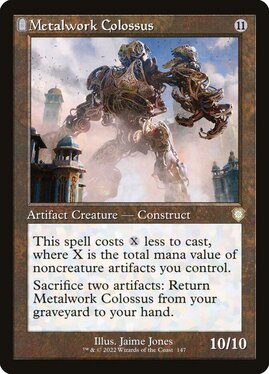 Metalwork Colossus 11
Artifact Creature — Construct
This spell costs X less to cast,
where X is the total mana value of
noncreature artifacts you control.
Sacrifice two artifacts: Return
Metalwork Colossus from your
graveyard to your hand.
Illus. Jaime Jones
™ & © 2022 Wizards of the Coast 147
10/10